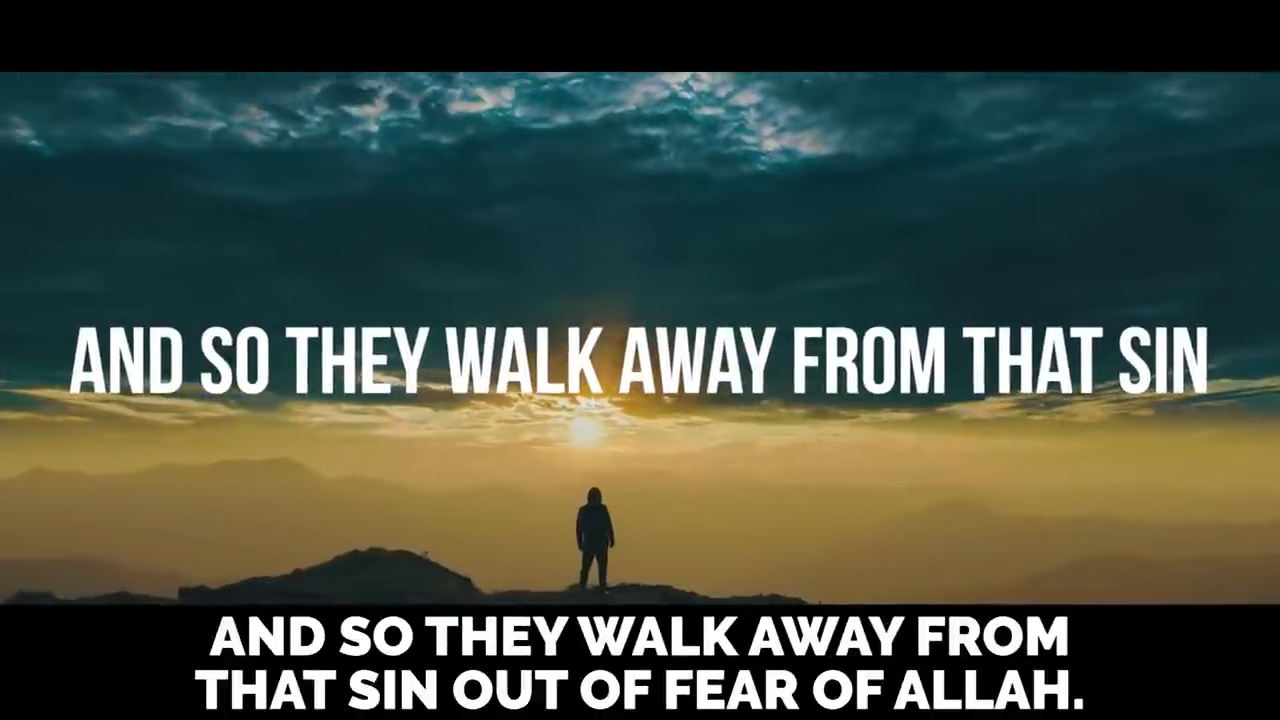 AND SO THEY WALK AWAY FROM THAT SIN
AND SO THEY WALK AWAY FROM
THAT SIN OUT OF FEAR OF ALLAH.